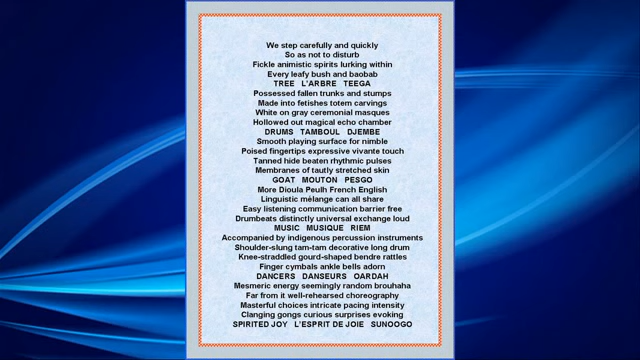 We step carefully and quickly
So as not to disturb
Fickle animistic spirits lurking within
Every leafy bush and baobab
TREE L'ARBRE TEEGA
Possessed fallen trunks and stumps
Made into fetishes totem carvings
White on gray ceremonial masques
Hollowed out magical echo chamber
DRUMS TAMBOUL DJEMBE
Smooth playing surface for nimble
Poised fingertips expressive vivante touch
Tanned hide beaten rhythmic pulses
Membranes of tautly stretched skin
GOAT MOUTON PESGO
More Dioula Peulh French English
Linguistic mélange can all share
Easy listening communication barrier free
Drumbeats distinctly universal exchange loud
MUSIC MUSIQUE RIEM
Accompanied by indigenous percussion instruments
Shoulder-slung tam-tam decorative long drum
Knee-straddled gourd-shaped bendre rattles
Finger cymbals ankle bells adorn
DANCERS DANSEURS OARDAH
Mesmeric energy seemingly random brouhaha
Far from it well-rehearsed choreography
Masterful choices intricate pacing intensity
Clanging gongs curious surprises evoking
SPIRITED JOY L'ESPRIT DE JOIE SUNOOGO